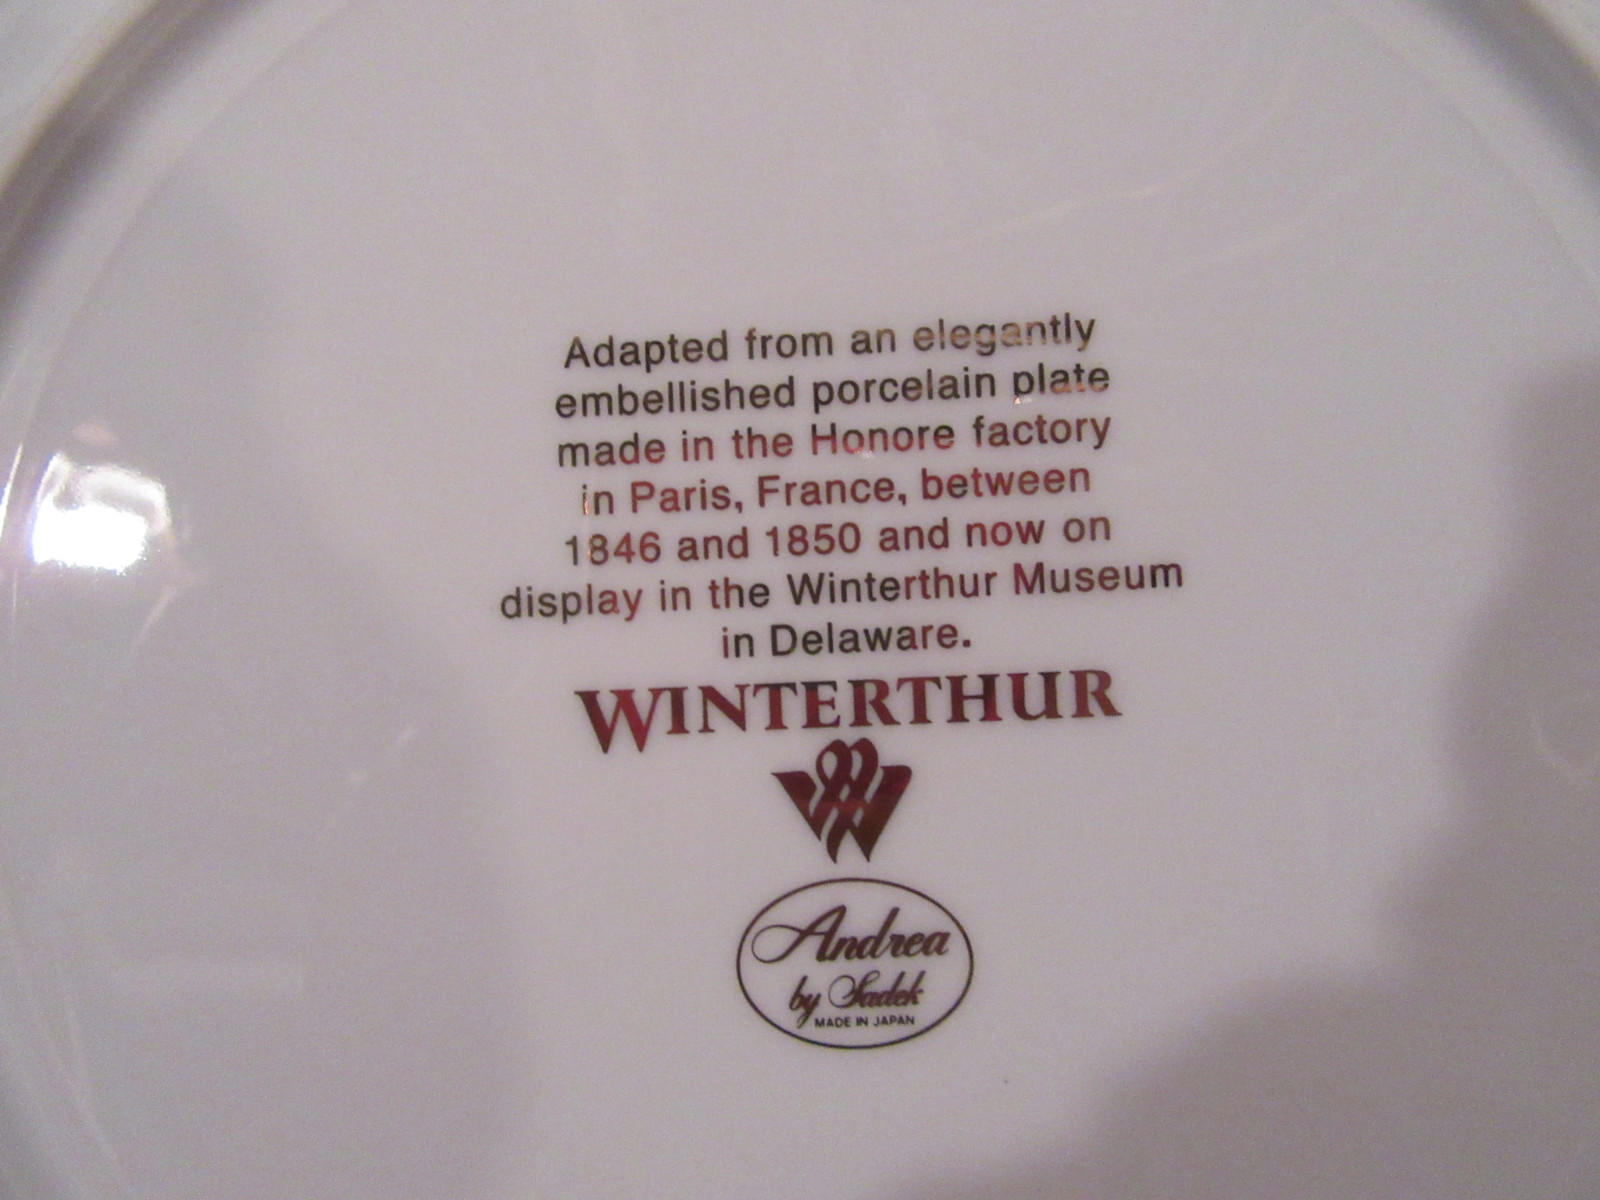 Adapted from an elegantly
embellished porcelain plate
made in the Honore factory
in Paris, France, between
1846 and 1850 and now on
display in the Winterthur Museum
in Delaware.
WINTERTHUR
Andrea
by Sadek
MADE IN JAPAN